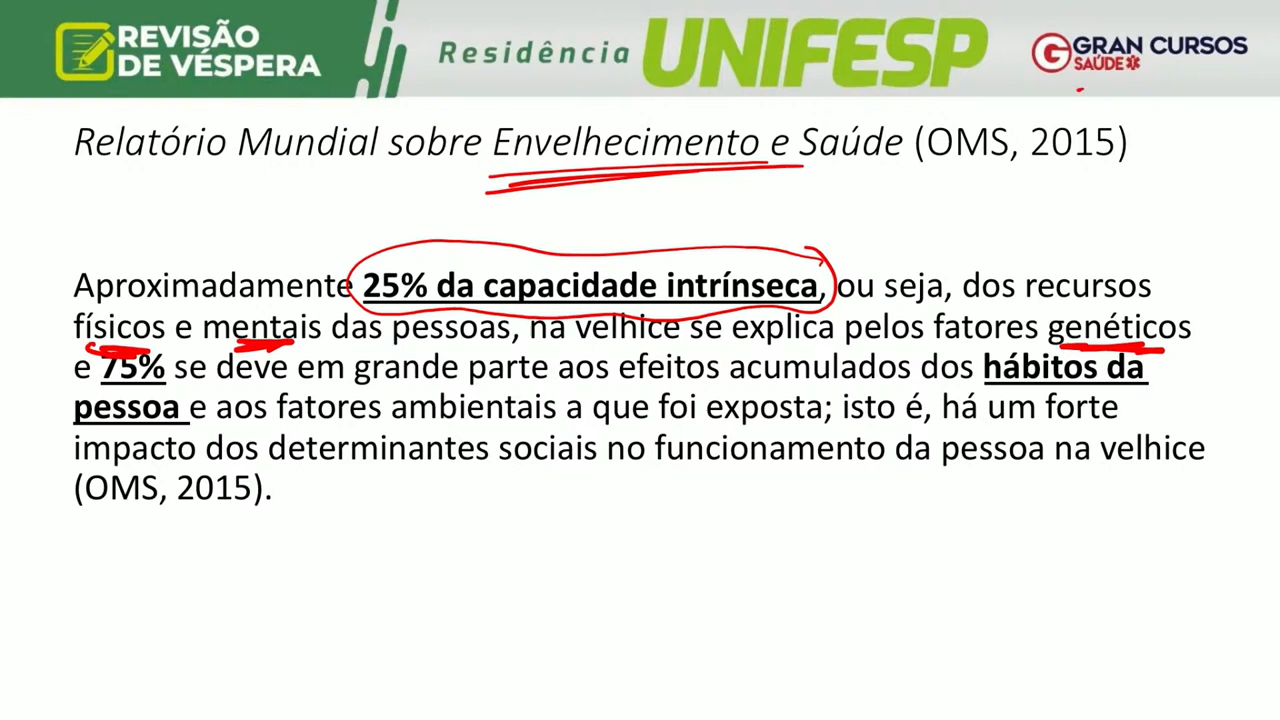 REVISÃO
DE VÉSPERA
Residência UNIFESP
GRAN CURSOS
SAÚDE
Relatório Mundial sobre Envelhecimento e Saúde (OMS, 2015)
Aproximadamente 25% da capacidade intrínseca, ou seja, dos recursos
físicos e mentais das pessoas, na velhice se explica pelos fatores genéticos
e 75% se deve em grande parte aos efeitos acumulados dos hábitos da
pessoa e aos fatores ambientais a que foi exposta; isto é, há um forte
impacto dos determinantes sociais no funcionamento da pessoa na velhice
(OMS, 2015).